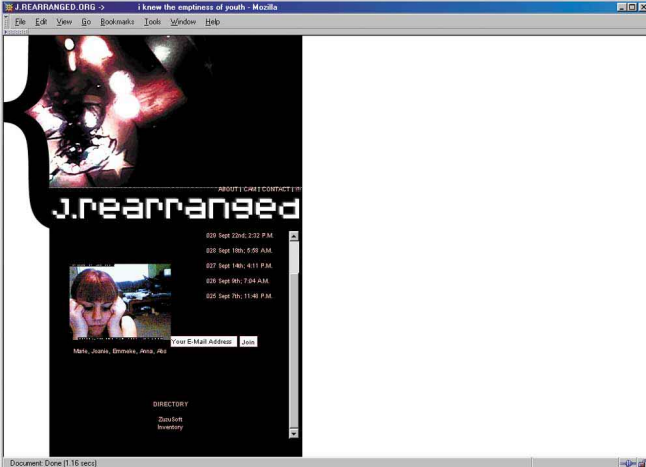 J.REARRANGED.ORG -> i knew the emptiness of youth - Mozilla
File Edit View Go Bookmarks Tools Window Help
ABOUT | CAM | CONTACT |
j.rearranged
029 Sept 22nd; 2:32 P.M.
028 Sept 18th; 5:58 A.M.
027 Sept 14th; 4:11 P.M.
026 Sept 9th; 7:04 A.M.
025 Sept 7th; 11:48 P.M.
Your E-Mail Address Join
Marie, Joanie, Emmeke, Anna, Abs
DIRECTORY
ZuzuSoft
Inventory
Document: Done (1.16 secs)